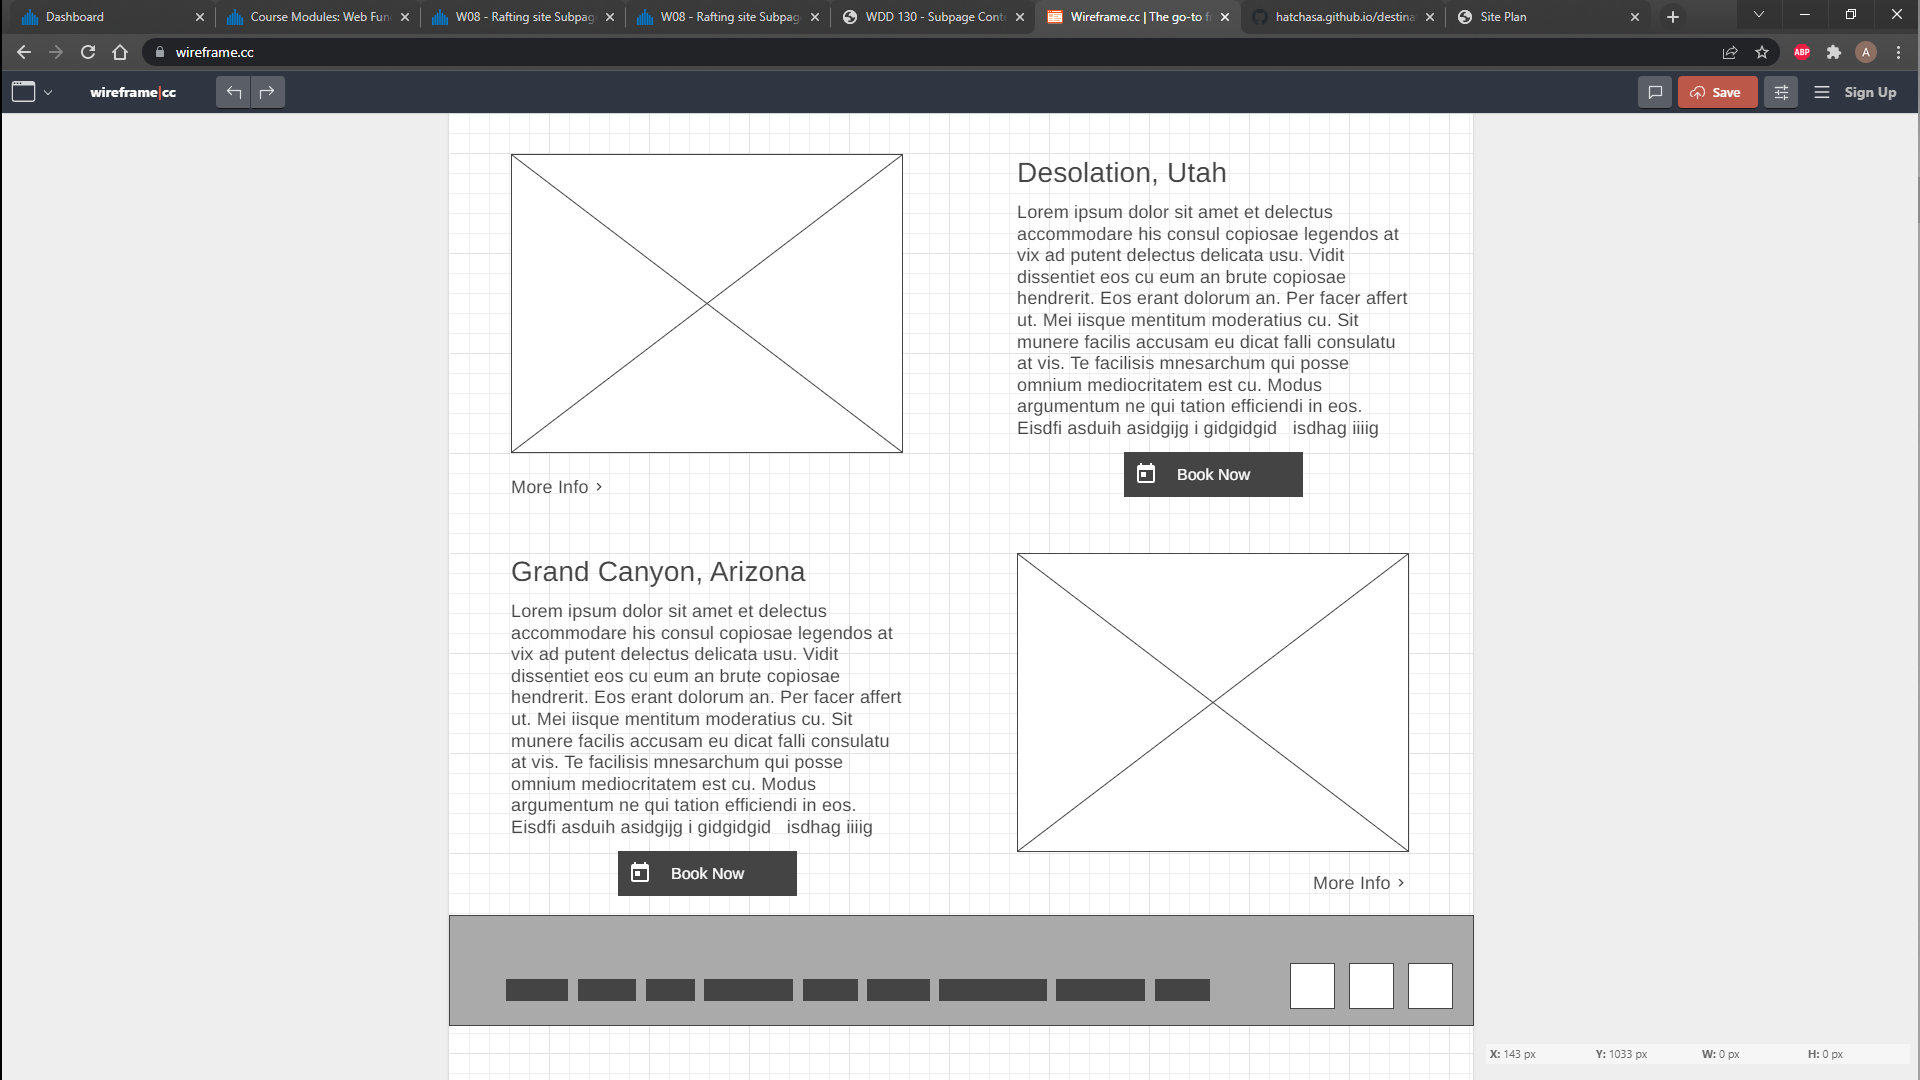 Dashboard
Course Modules: Web Fun
W08 - Rafting site Subpag
W08 - Rafting site Subpag
WDD 130 - Subpage Cont
Wireframe.cc | The go-to f
hatchasa.github.io/destina
Site Plan
wireframe.cc
ABP
A
wireframe|cc
Save
Sign Up
Desolation, Utah
Lorem ipsum dolor sit amet et delectus
accommodare his consul copiosae legendos at
vix ad putent delectus delicata usu. Vidit
dissentiet eos cu eum an brute copiosae
hendrerit. Eos erant dolorum an. Per facer affert
ut. Mei iisque mentitum moderatius cu. Sit
munere facilis accusam eu dicat falli consulatu
at vis. Te facilisis mnesarchum qui posse
omnium mediocritatem est cu. Modus
argumentum ne qui tation efficiendi in eos.
Eisdfi asduih asidgijg i gidgidgid   isdhag iiiig
Book Now
More Info >
Grand Canyon, Arizona
Lorem ipsum dolor sit amet et delectus
accommodare his consul copiosae legendos at
vix ad putent delectus delicata usu. Vidit
dissentiet eos cu eum an brute copiosae
hendrerit. Eos erant dolorum an. Per facer affert
ut. Mei iisque mentitum moderatius cu. Sit
munere facilis accusam eu dicat falli consulatu
at vis. Te facilisis mnesarchum qui posse
omnium mediocritatem est cu. Modus
argumentum ne qui tation efficiendi in eos.
Eisdfi asduih asidgijg i gidgidgid   isdhag iiiig
Book Now
More Info >
X: 143 px Y: 1033 px W: 0 px H: 0 px